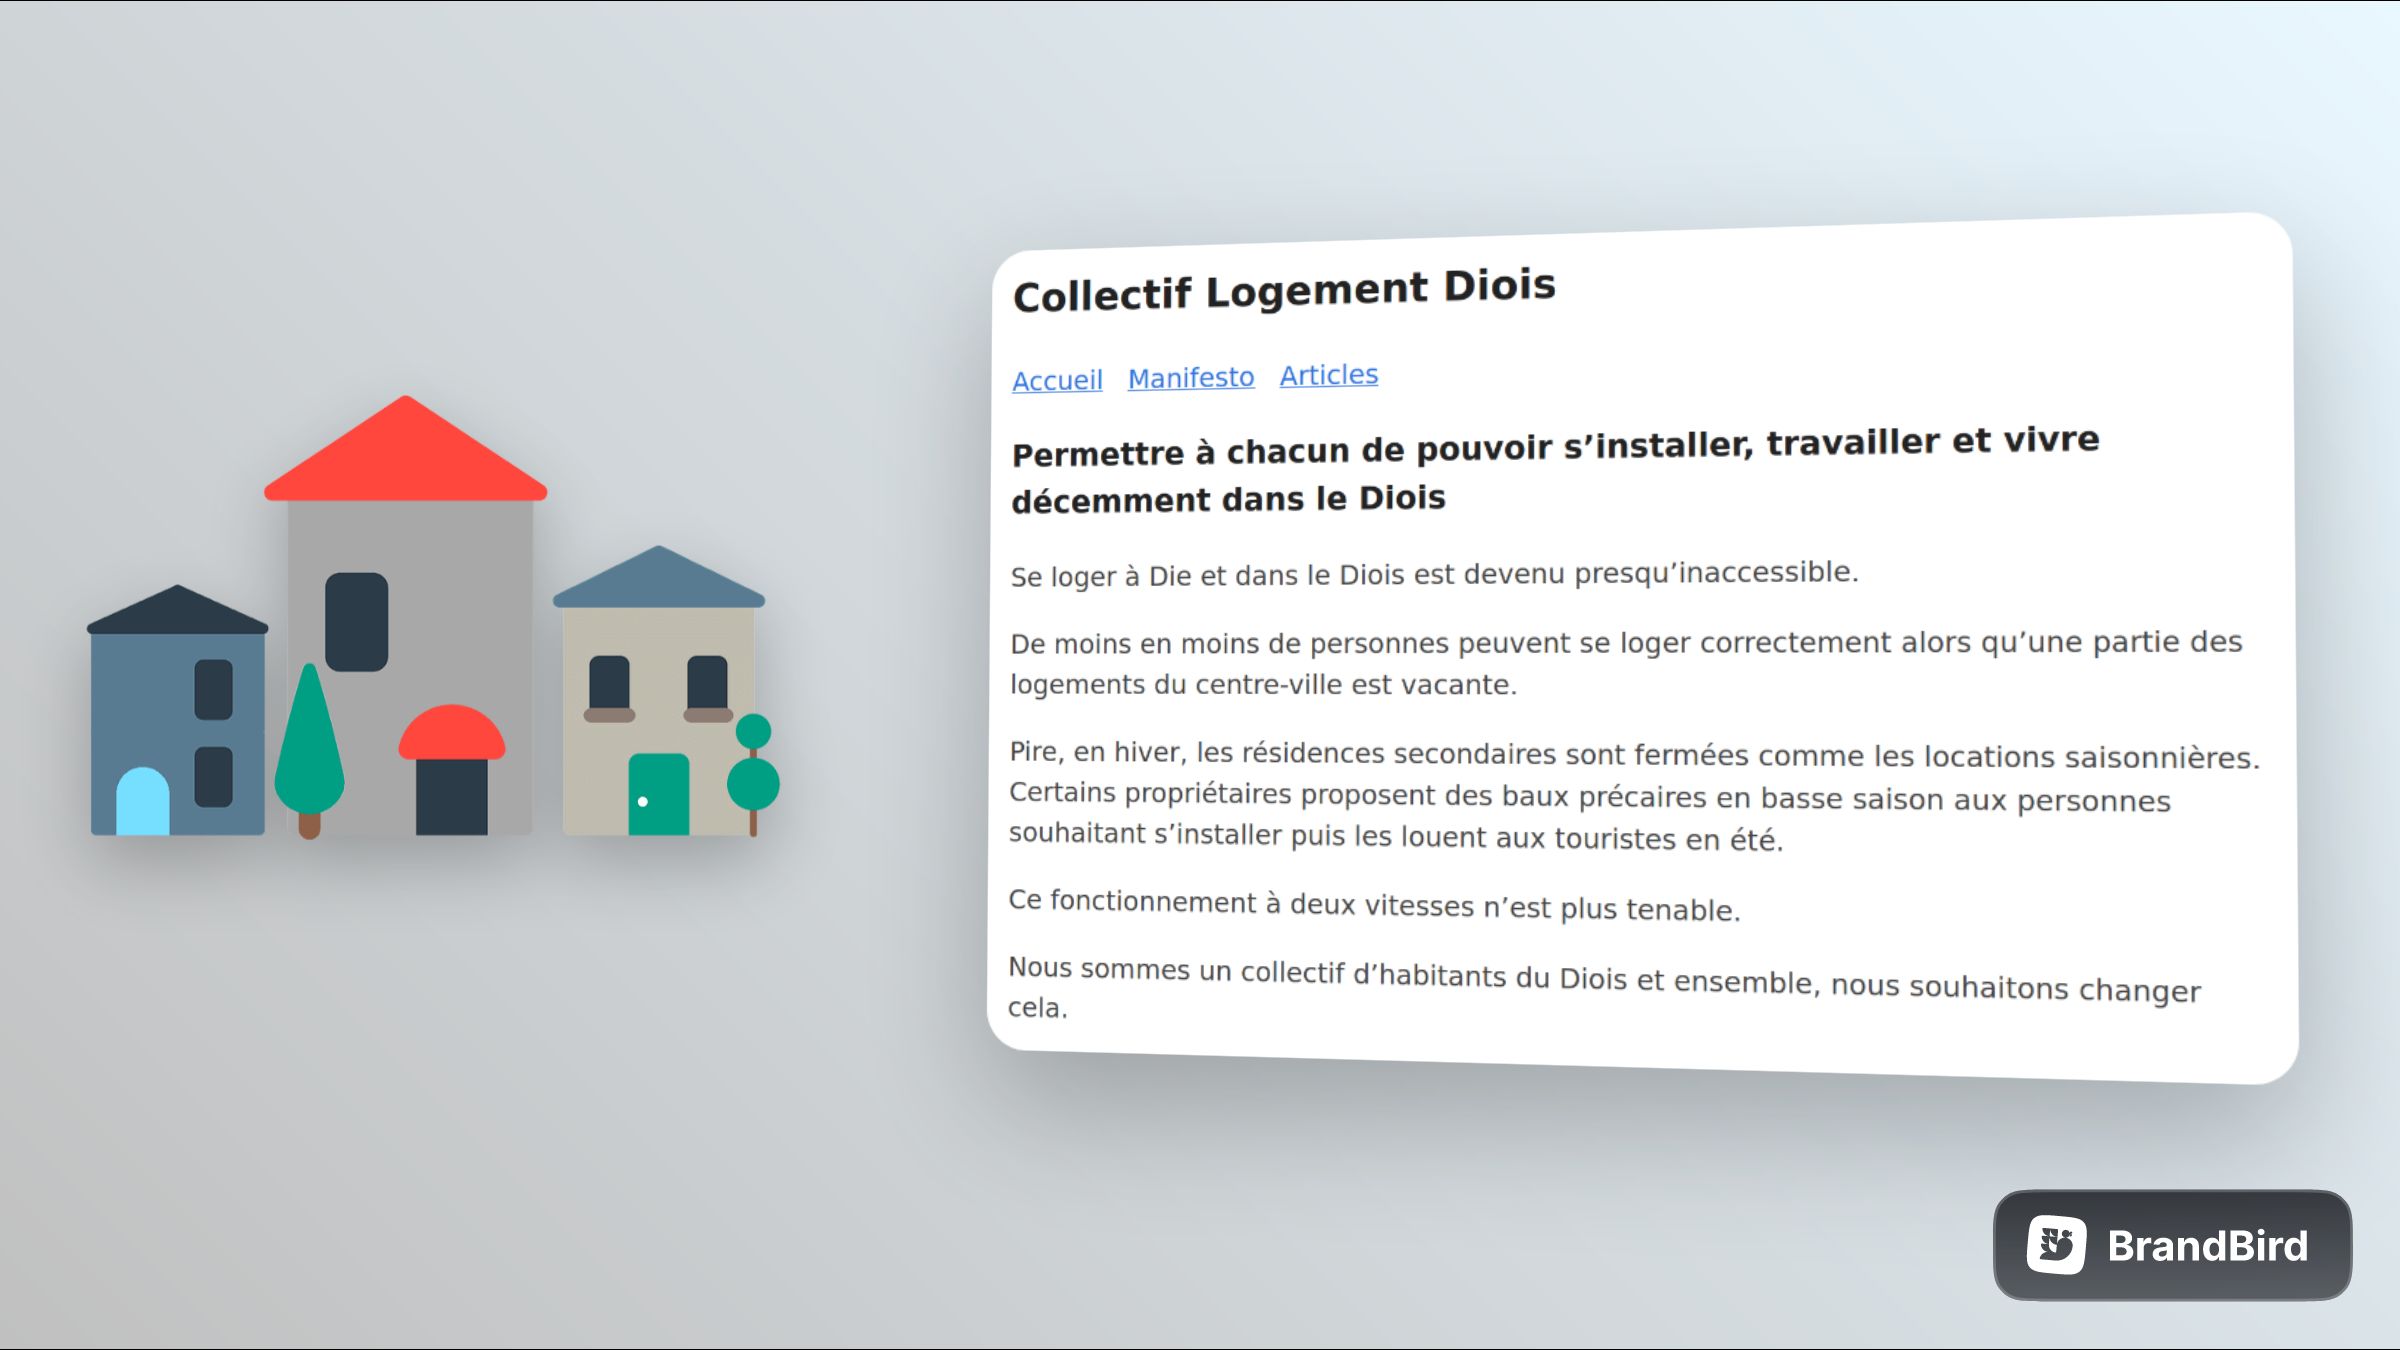 Collectif Logement Diois
Accueil Manifesto Articles
Permettre à chacun de pouvoir s’installer, travailler et vivre
décemment dans le Diois
Se loger à Die et dans le Diois est devenu presqu’inaccessible.
De moins en moins de personnes peuvent se loger correctement alors qu’une partie des
logements du centre-ville est vacante.
Pire, en hiver, les résidences secondaires sont fermées comme les locations saisonnières.
Certains propriétaires proposent des baux précaires en basse saison aux personnes
souhaitant s’installer puis les louent aux touristes en été.
Ce fonctionnement à deux vitesses n’est plus tenable.
Nous sommes un collectif d’habitants du Diois et ensemble, nous souhaitons changer
cela.
BrandBird